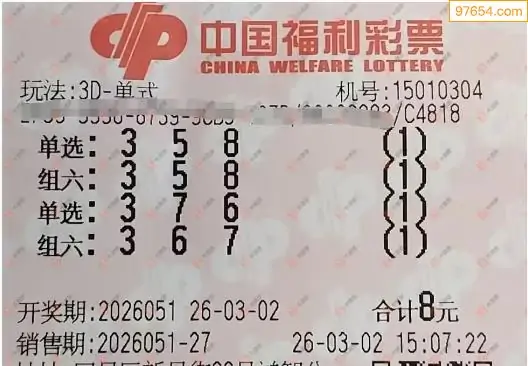 97654.com
中国福利彩票
CHINA WELFARE LOTTERY
玩法:3D-单式 机号:15010304
/C4818
单选: 3 5 8 (1)
组六: 3 5 8 (1)
单选: 3 7 6 (1)
组六: 3 6 7 (1)
开奖期:2026051 26-03-02 合计8元
销售期:2026051-27 26-03-02 15:07:22